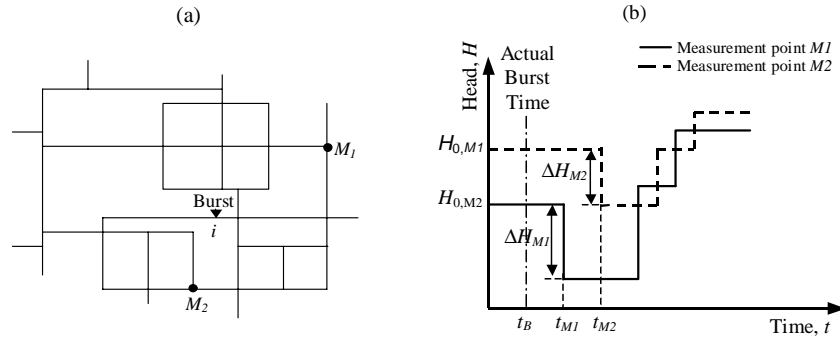 (a)
M1
Burst
i
M2
(b)
Measurement point M1
Measurement point M2
Head, H
Actual
Burst
Time
H0,M1
ΔHM2
H0,M2
ΔHM1
tB
tM1
tM2
Time, t